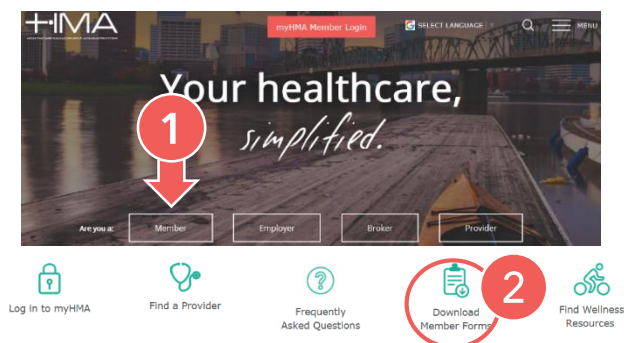 HMA
myHMA Member Login
SELECT LANGUAGE
MENU
Your healthcare,
simplified.
1
Are you a:
Member
Employer
Broker
Provider
2
Log in to myHMA
Find a Provider
Frequently
Asked Questions
Download
Member Forms
Find Wellness
Resources